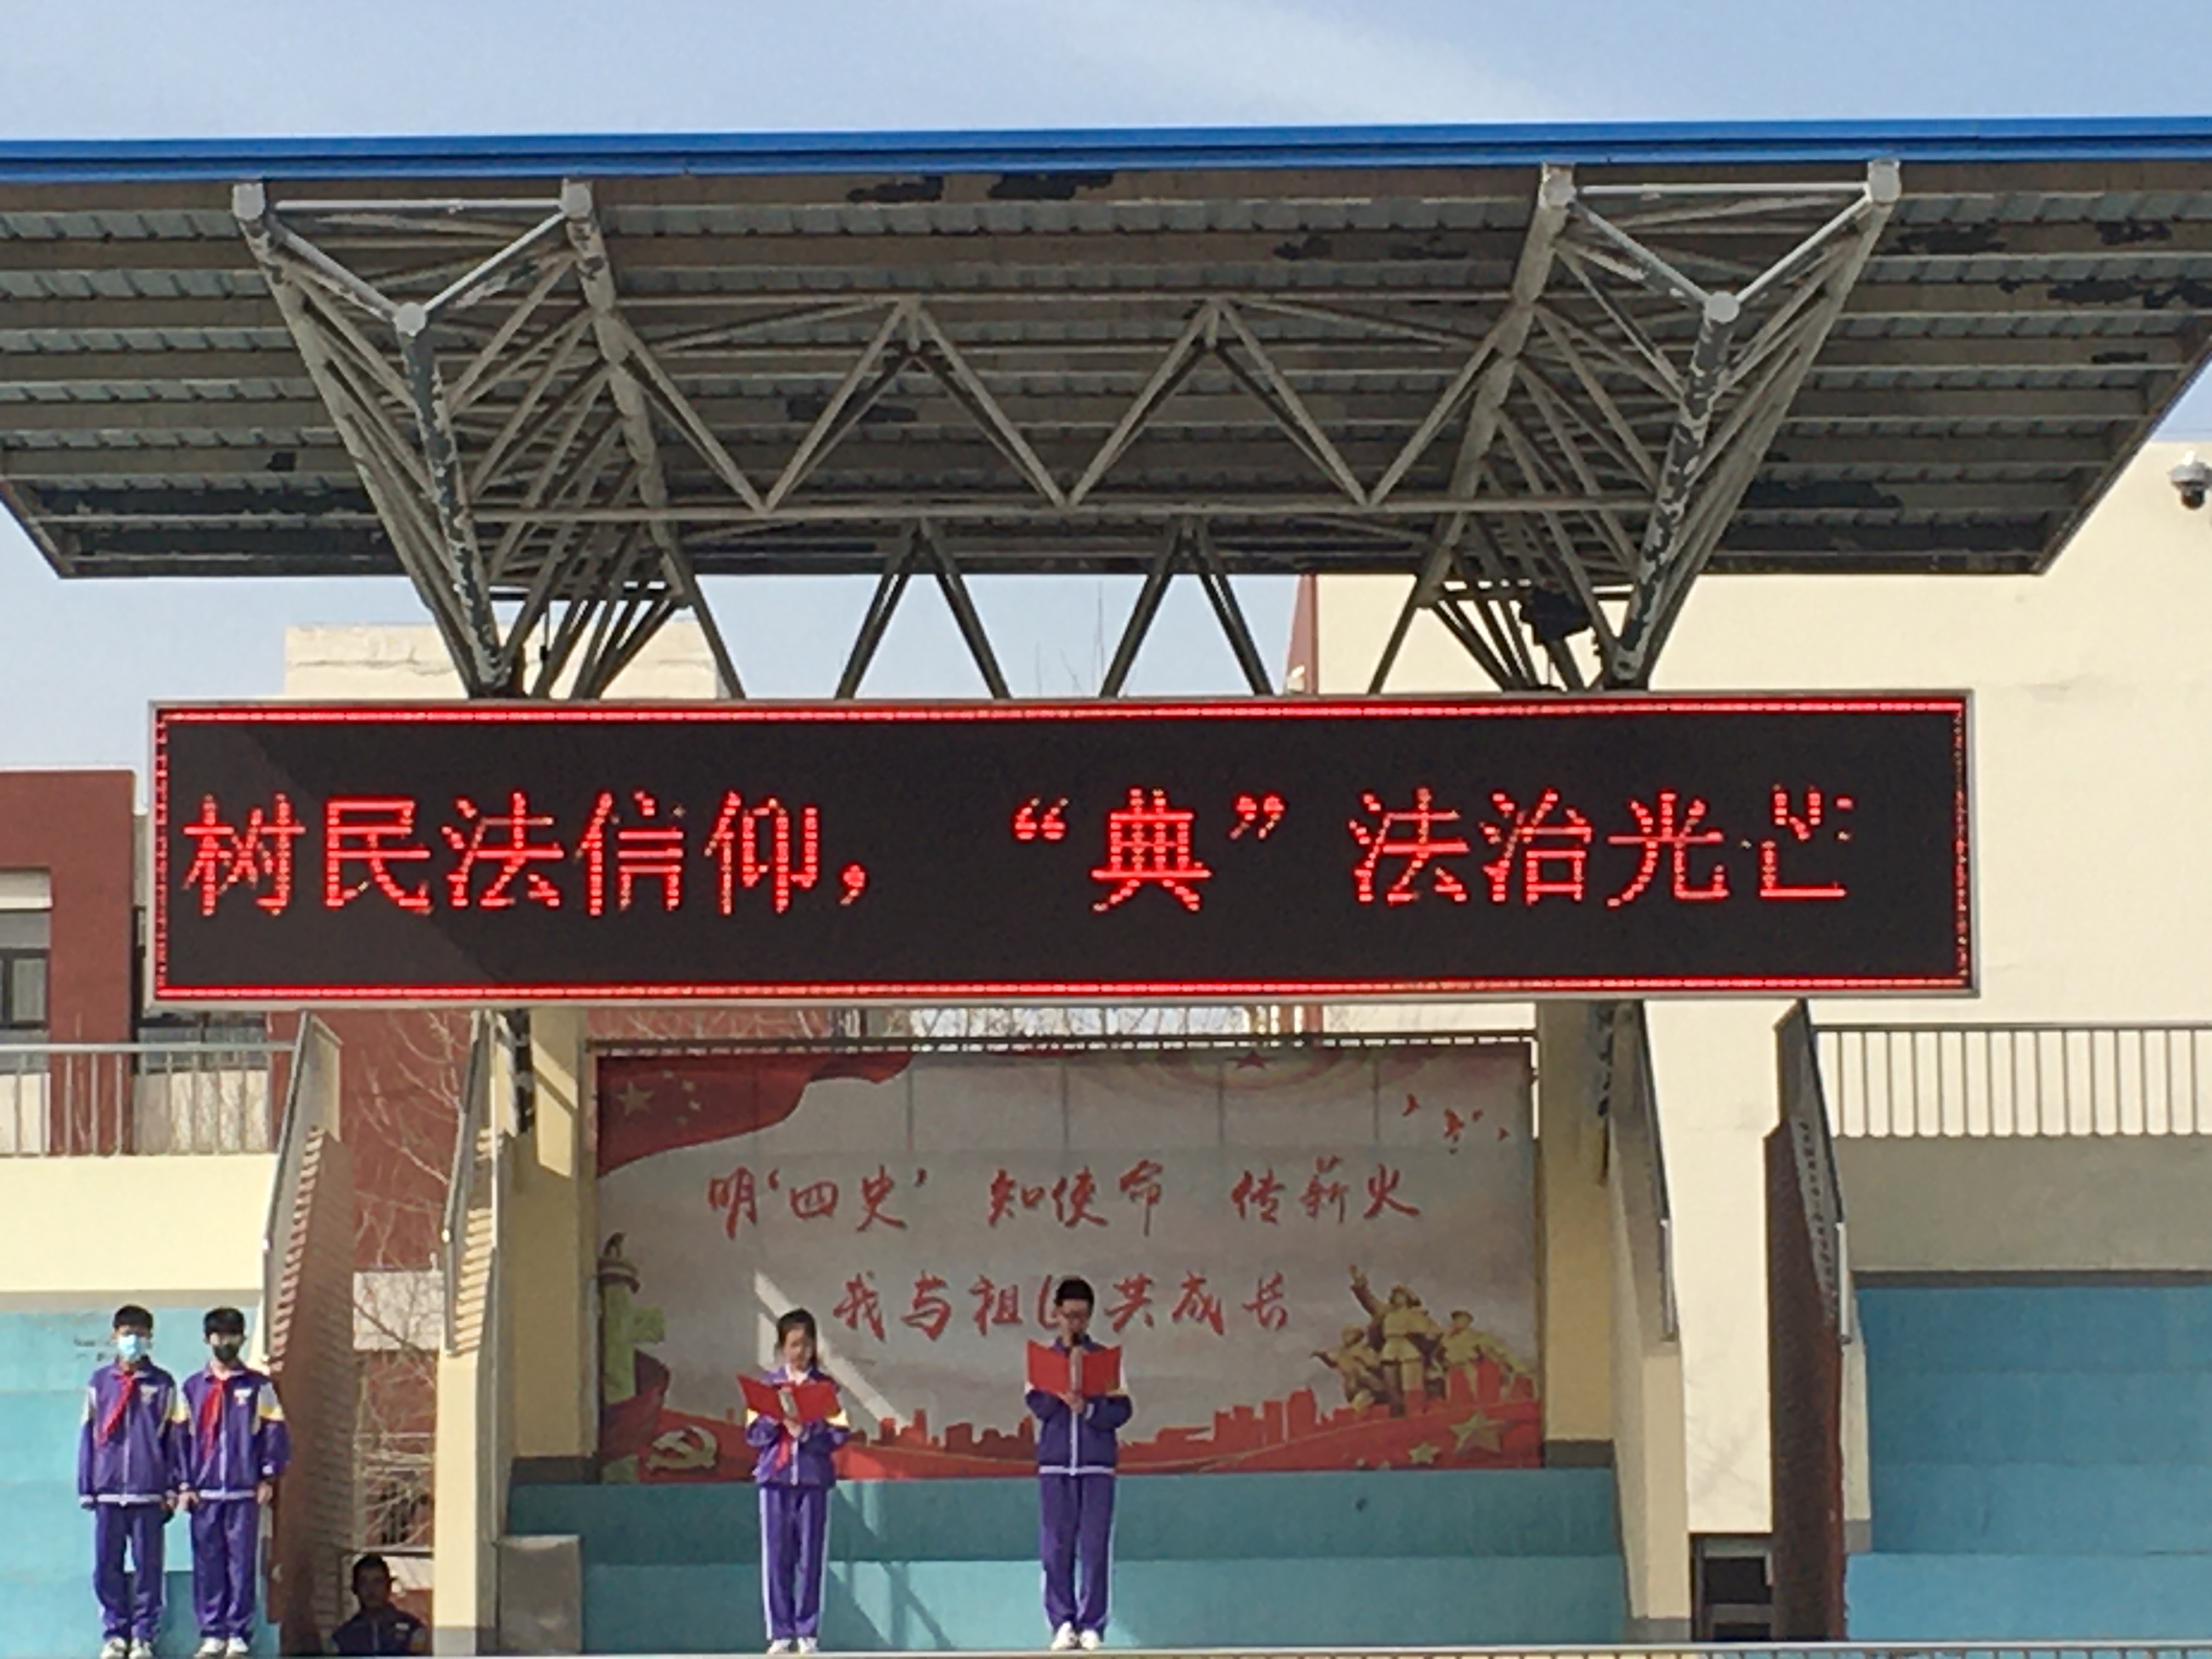 树民法信仰，“典”法治光芒
明‘四史’ 知使命 传薪火
我与祖国共成长